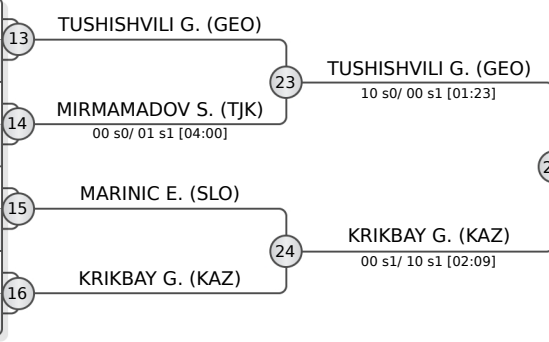 13
TUSHISHVILI G. (GEO)
23
TUSHISHVILI G. (GEO)
10 s0/ 00 s1 [01:23]
14
MIRMAMADOV S. (TJK)
00 s0/ 01 s1 [04:00]
15
MARINIC E. (SLO)
24
KRIKBAY G. (KAZ)
00 s1/ 10 s1 [02:09]
16
KRIKBAY G. (KAZ)